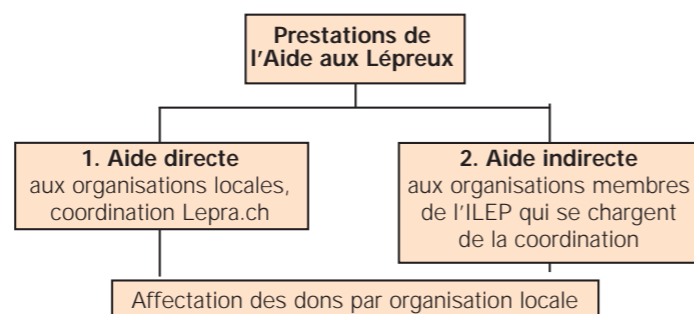 Prestations de
l'Aide aux Lépreux
1. Aide directe
aux organisations locales,
coordination Lepra.ch
2. Aide indirecte
aux organisations membres
de l'ILEP qui se chargent
de la coordination
Affectation des dons par organisation locale